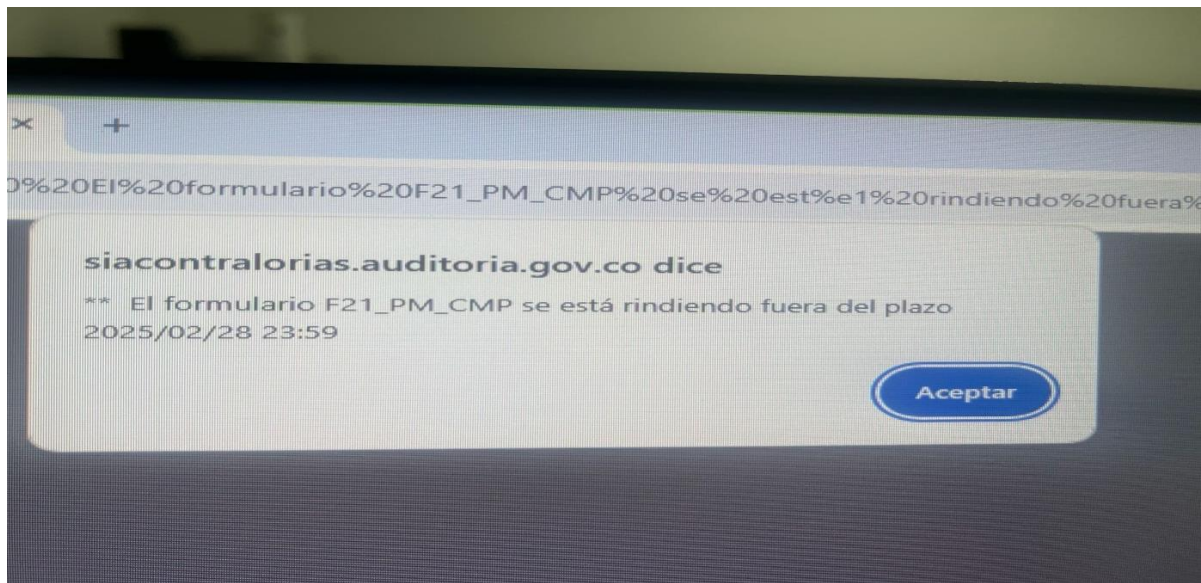 × +
%20El%20formulario%20F21_PM_CMP%20se%20est%e1%20rindiendo%20fuera%
siacontralorias.auditoria.gov.co dice
** El formulario F21_PM_CMP se está rindiendo fuera del plazo
2025/02/28 23:59
Aceptar